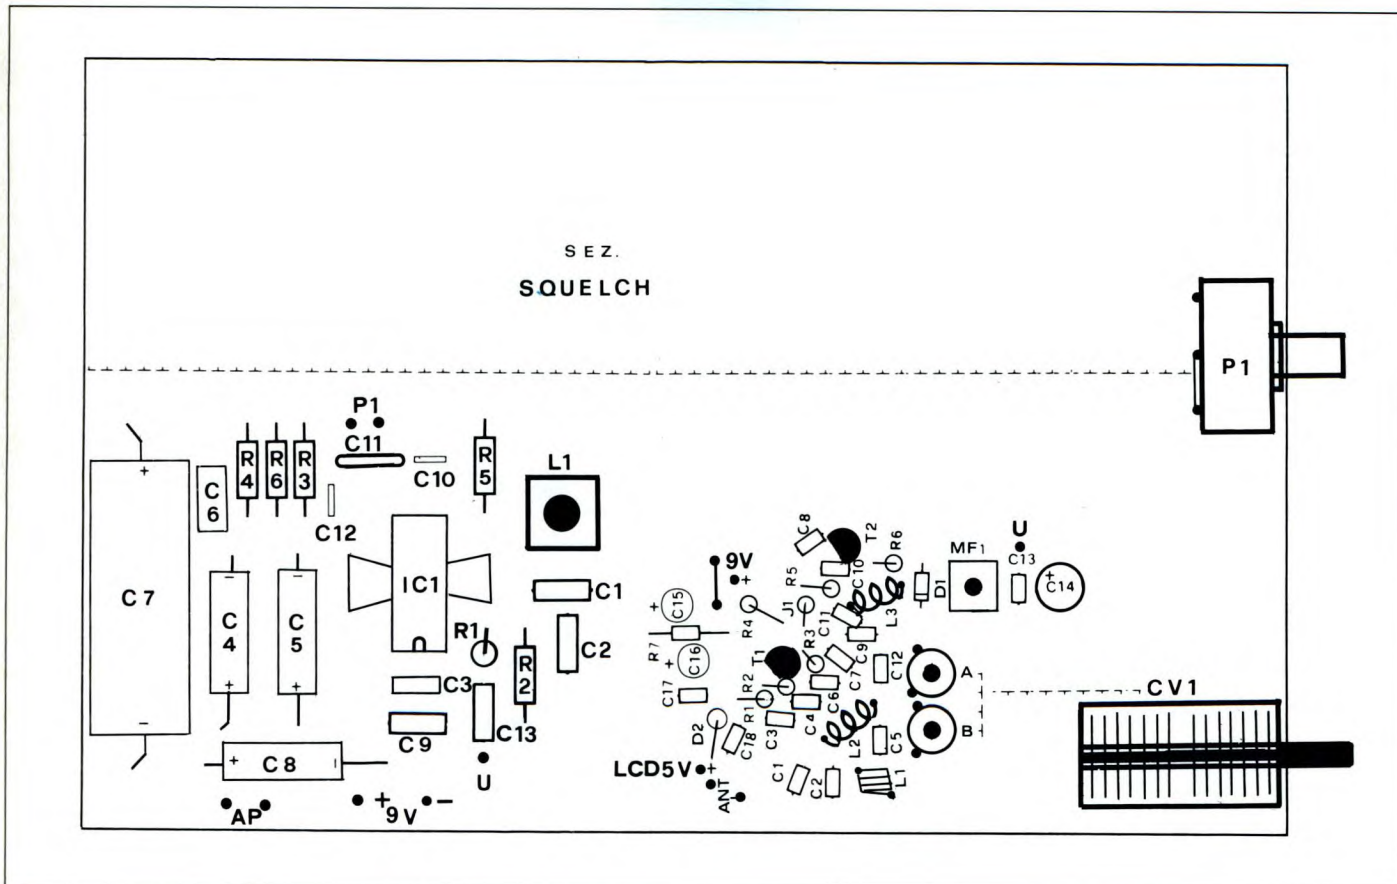 SEZ.
SQUELCH
P1
P1
C11
C10
R4
R6
R3
R5
L1
+
C6
C12
C7
IC1
C4
C5
-
-
C1
R1
C2
R2
C3
+
+
C13
C9
-
+ C8 -
U
AP
+ 9V -
C8
T2
R6
U
9V
+
MF1
C13
R5
C10
D1
+
C14
+
C15
J1
L3
R4
C11
R7
R3
C9
+
C16
T1
C7
C12
A
C17
R2
C6
CV1
R1
C4
B
D2
C3
L2
C5
C18
LCD5V
+
ANT
C1
C2
L1